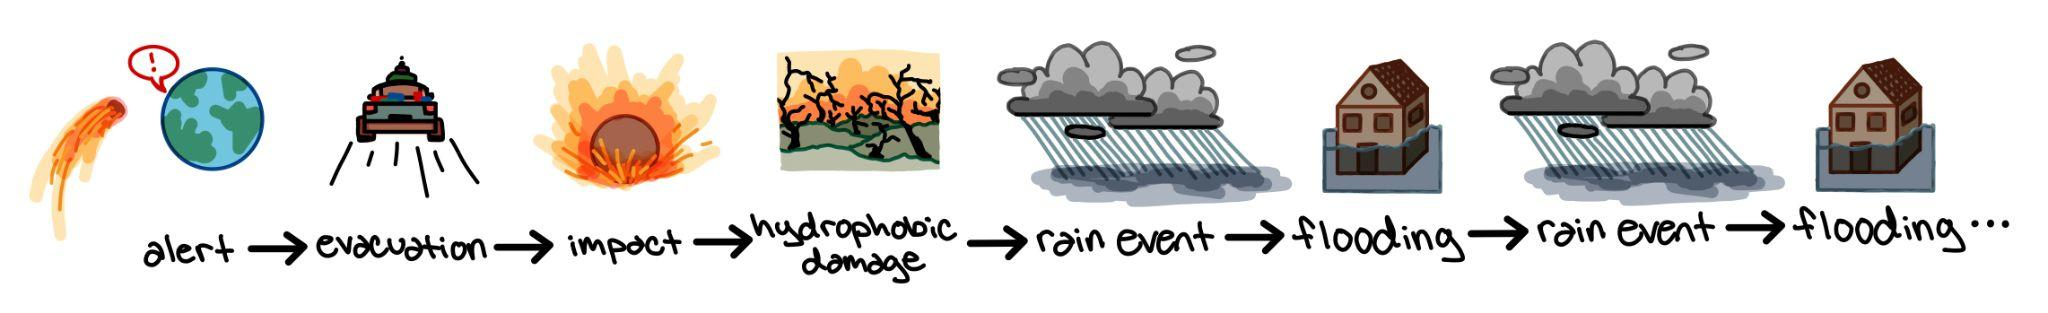 !
alert → evacuation → impact → hydrophobic damage → rain event → flooding → rain event → flooding...